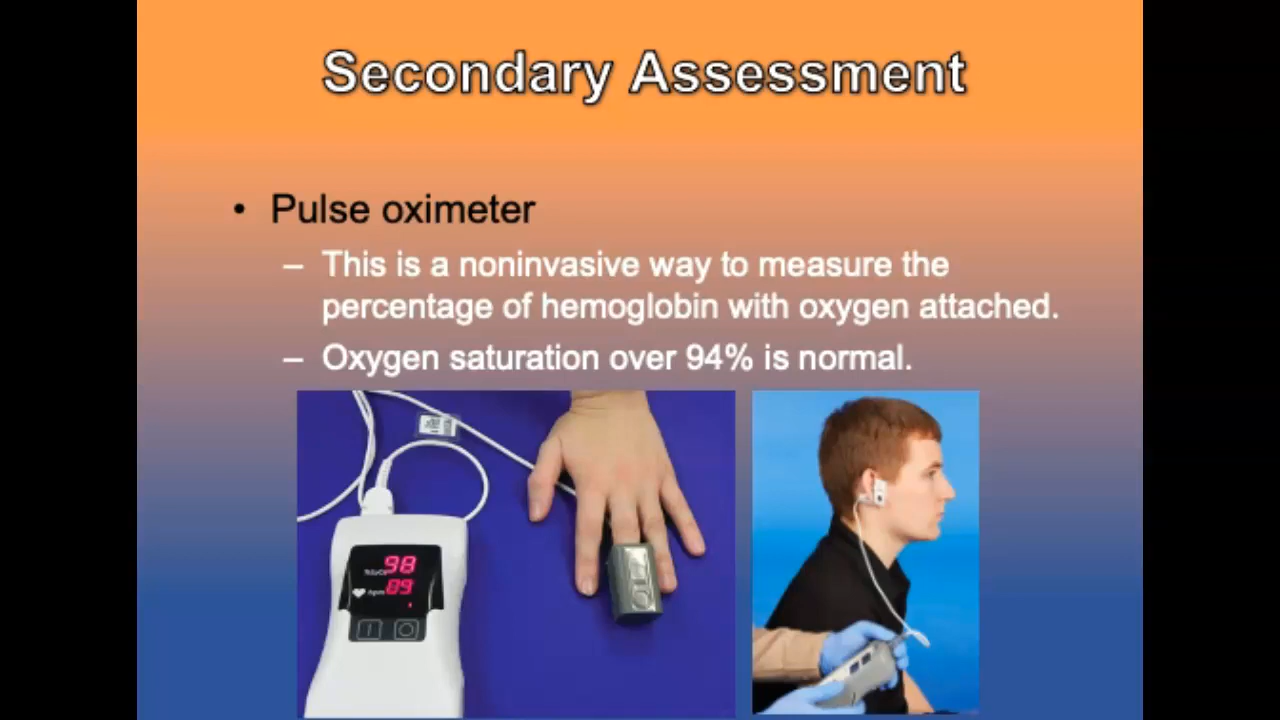 Secondary Assessment
• Pulse oximeter
– This is a noninvasive way to measure the
percentage of hemoglobin with oxygen attached.
– Oxygen saturation over 94% is normal.
98
89